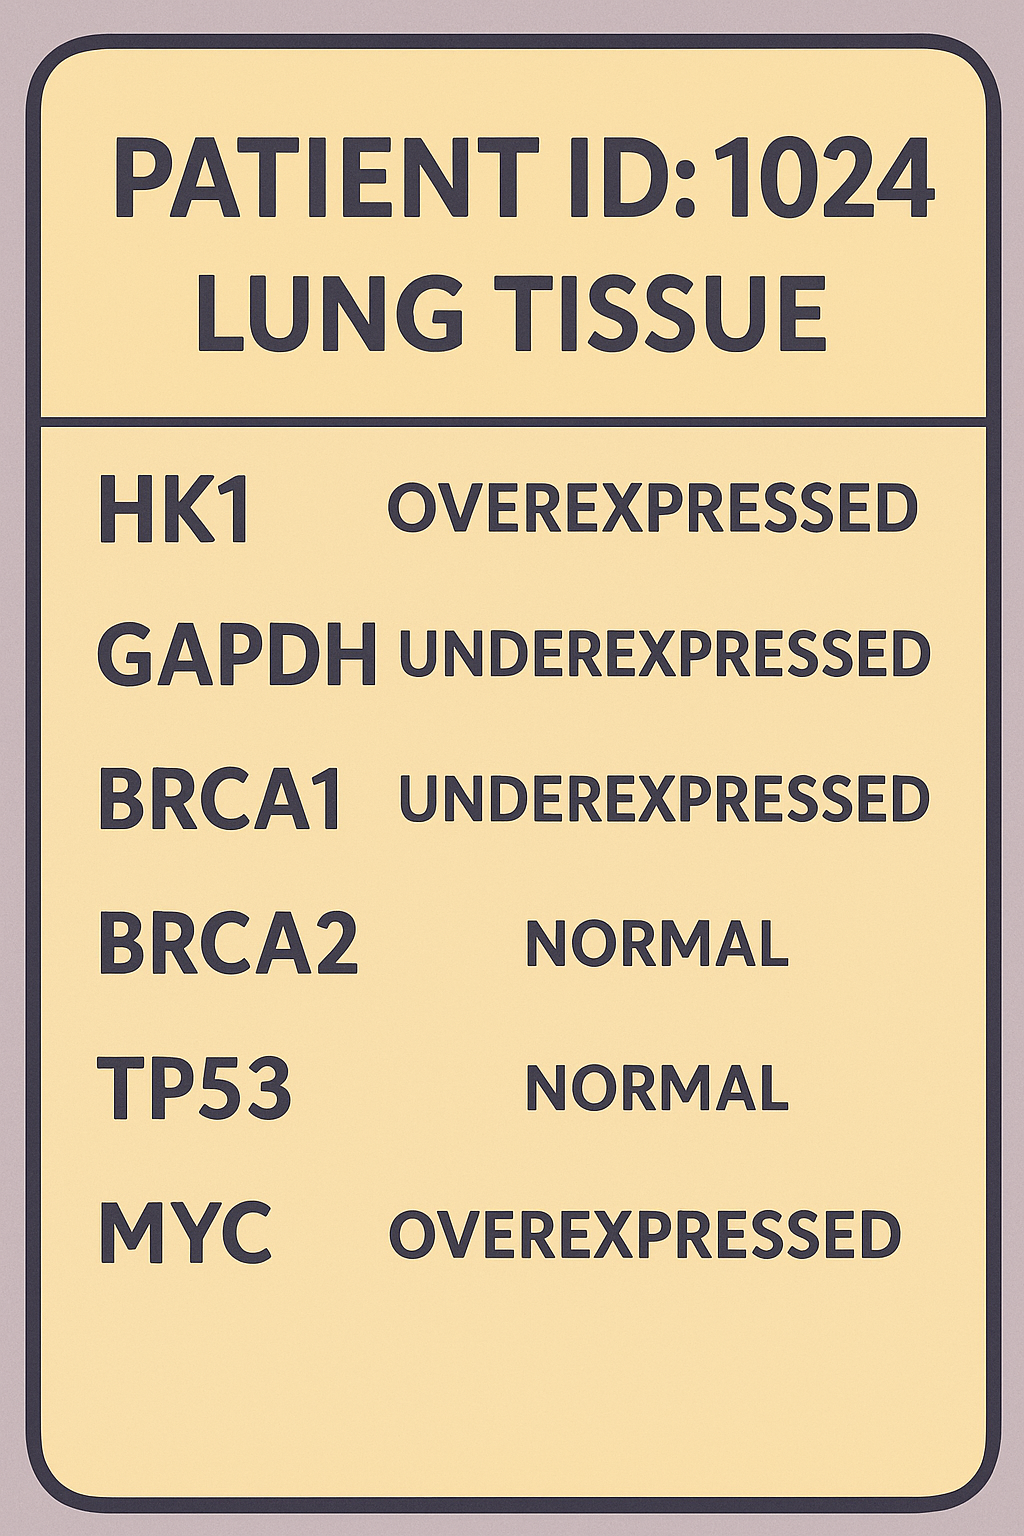 PATIENT ID: 1024
LUNG TISSUE
HK1 OVEREXPRESSED
GAPDH UNDEREXPRESSED
BRCA1 UNDEREXPRESSED
BRCA2 NORMAL
TP53 NORMAL
MYC OVEREXPRESSED